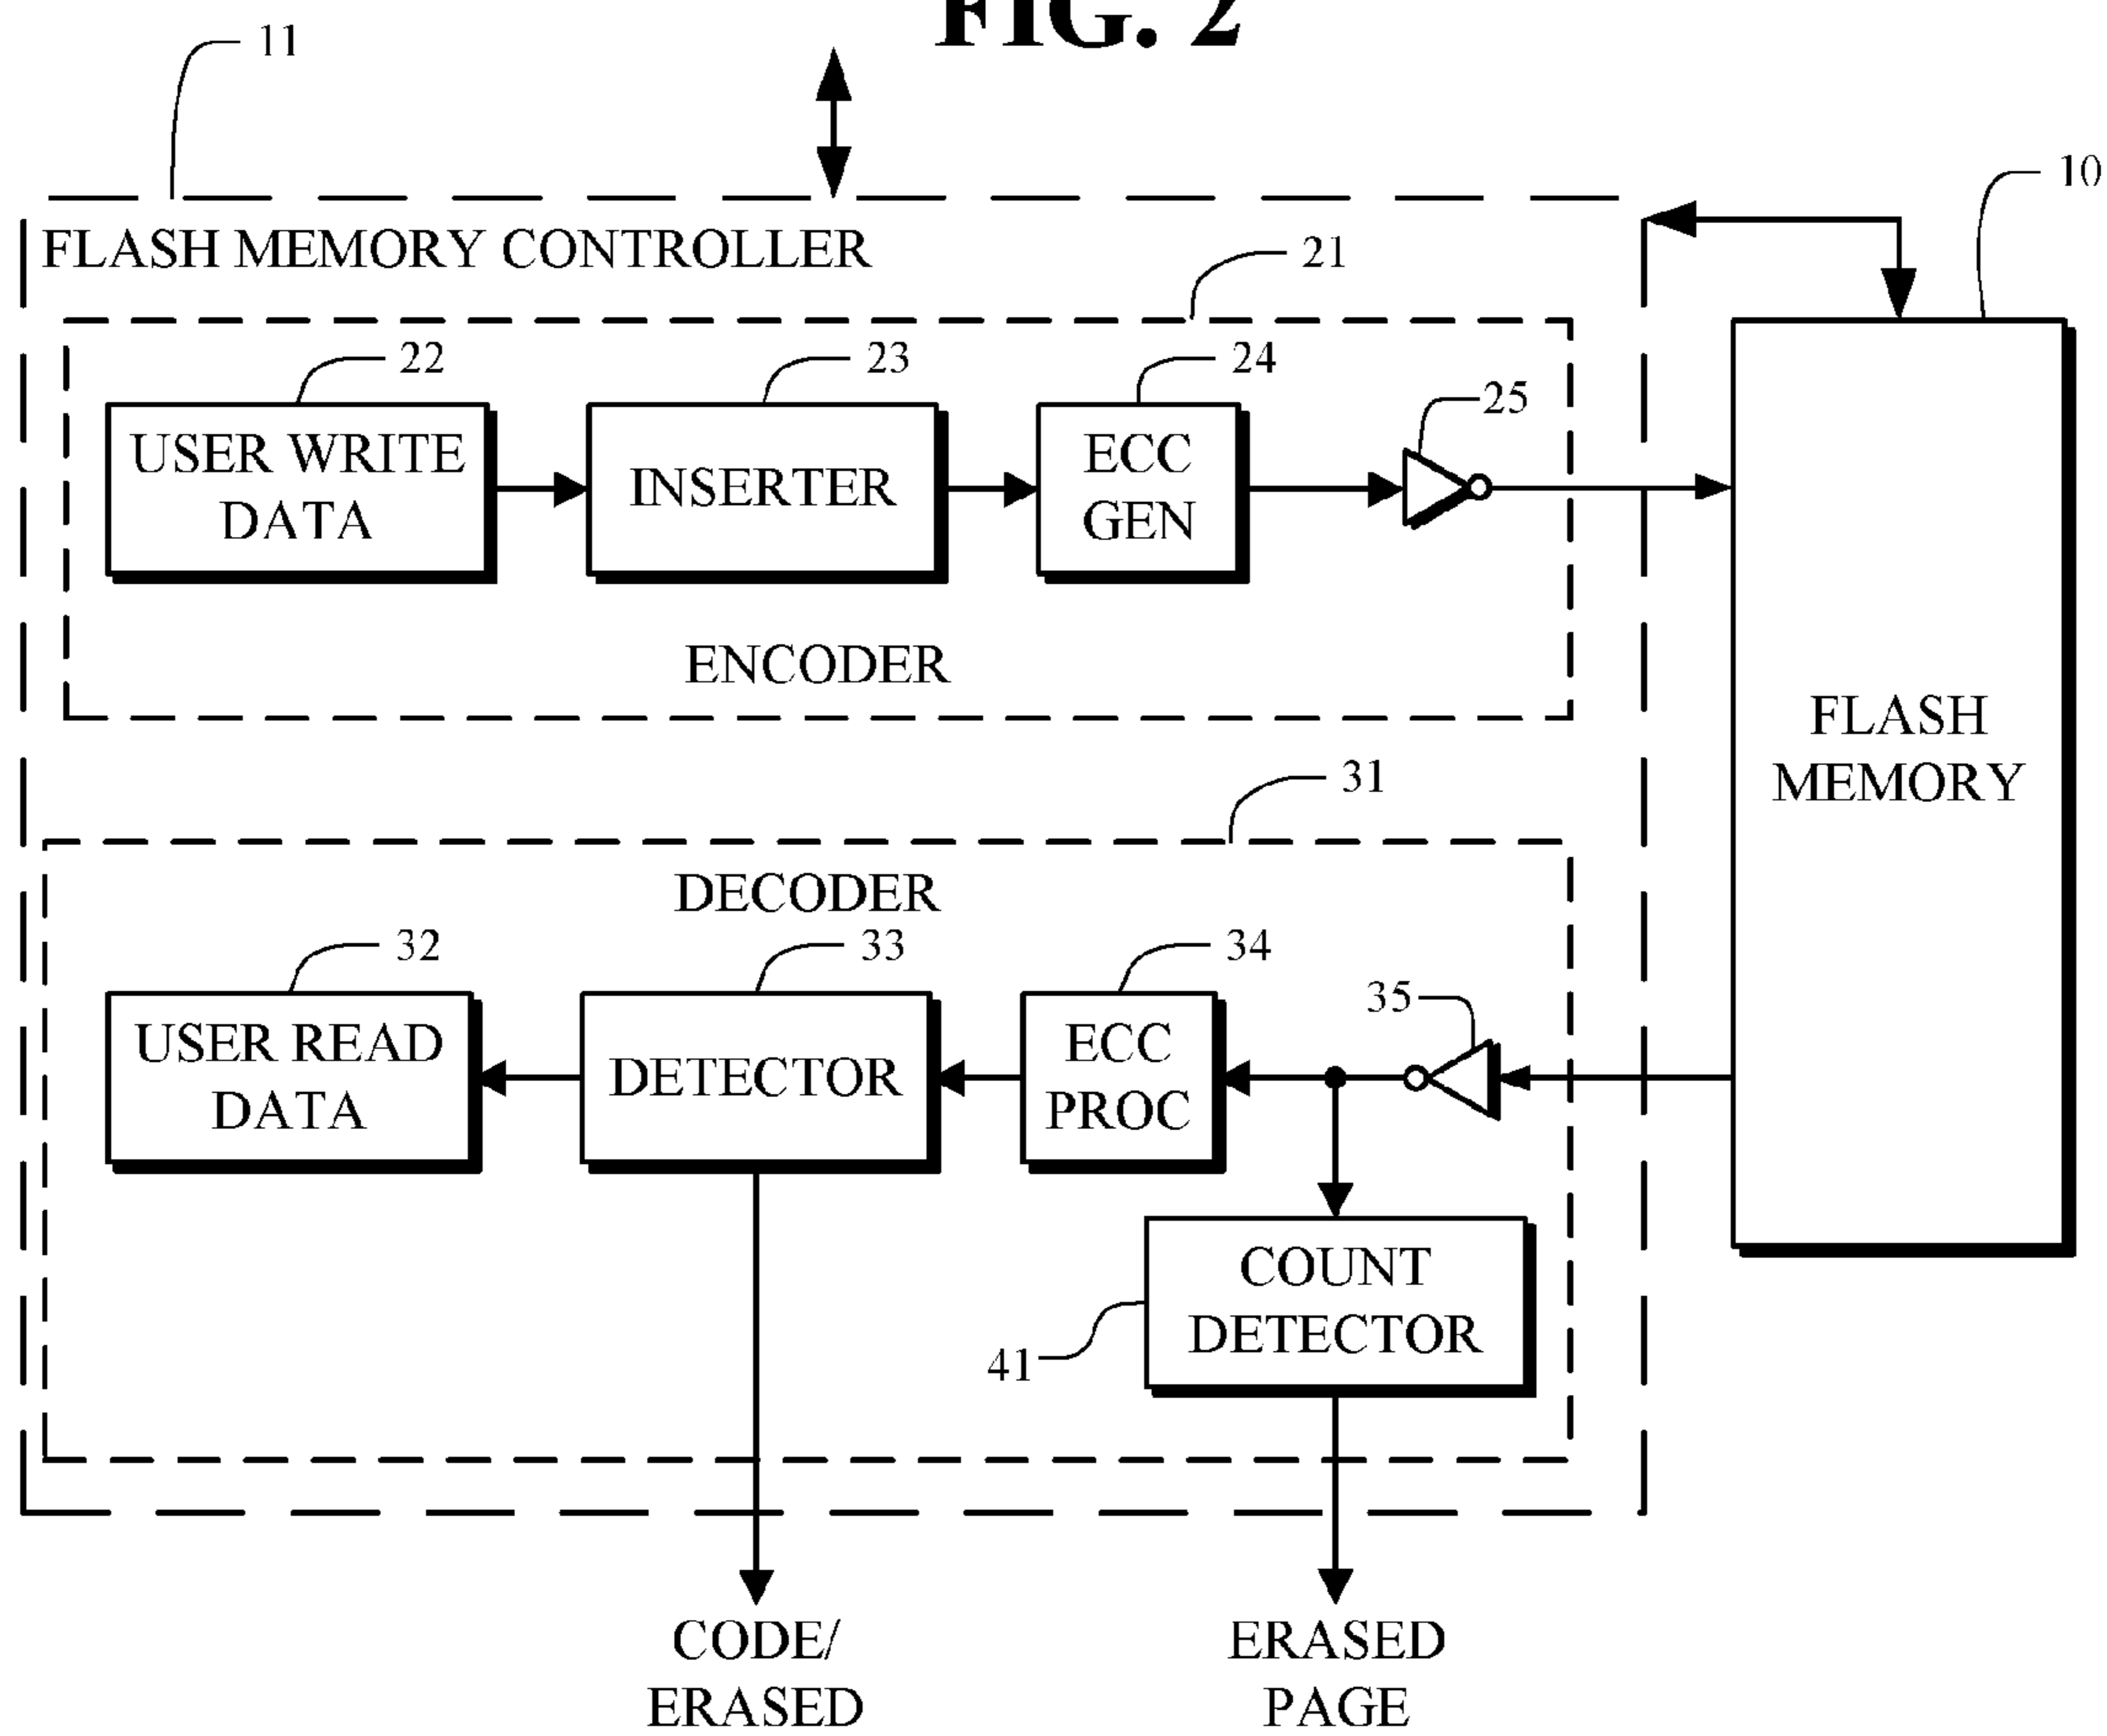 FIG. 2
11
10
FLASH MEMORY CONTROLLER
21
22
23
24
25
USER WRITE
DATA
INSERTER
ECC
GEN
ENCODER
FLASH
MEMORY
31
DECODER
32
33
34
35
USER READ
DATA
DETECTOR
ECC
PROC
COUNT
DETECTOR
41
CODE/
ERASED
ERASED
PAGE